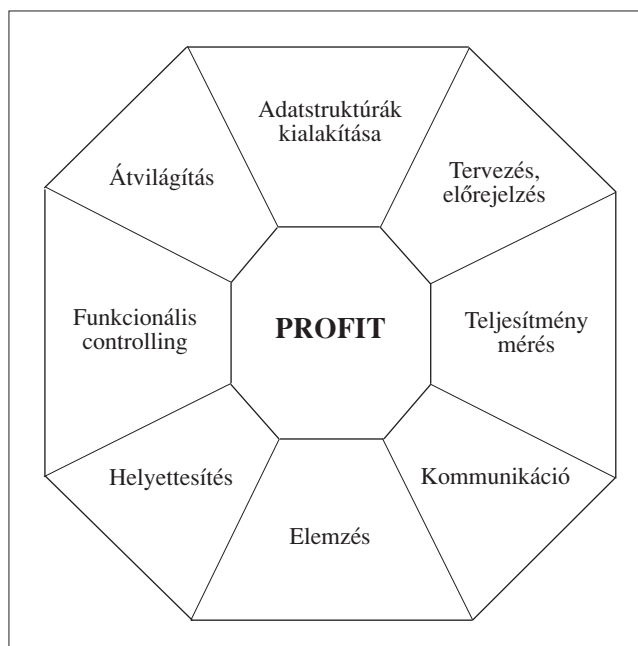 Adatstruktúrák
kialakítása
Tervezés,
előrejelzés
Teljesítmény
mérés
Kommunikáció
Elemzés
Helyettesítés
Funkcionális
controlling
Átvilágítás
PROFIT